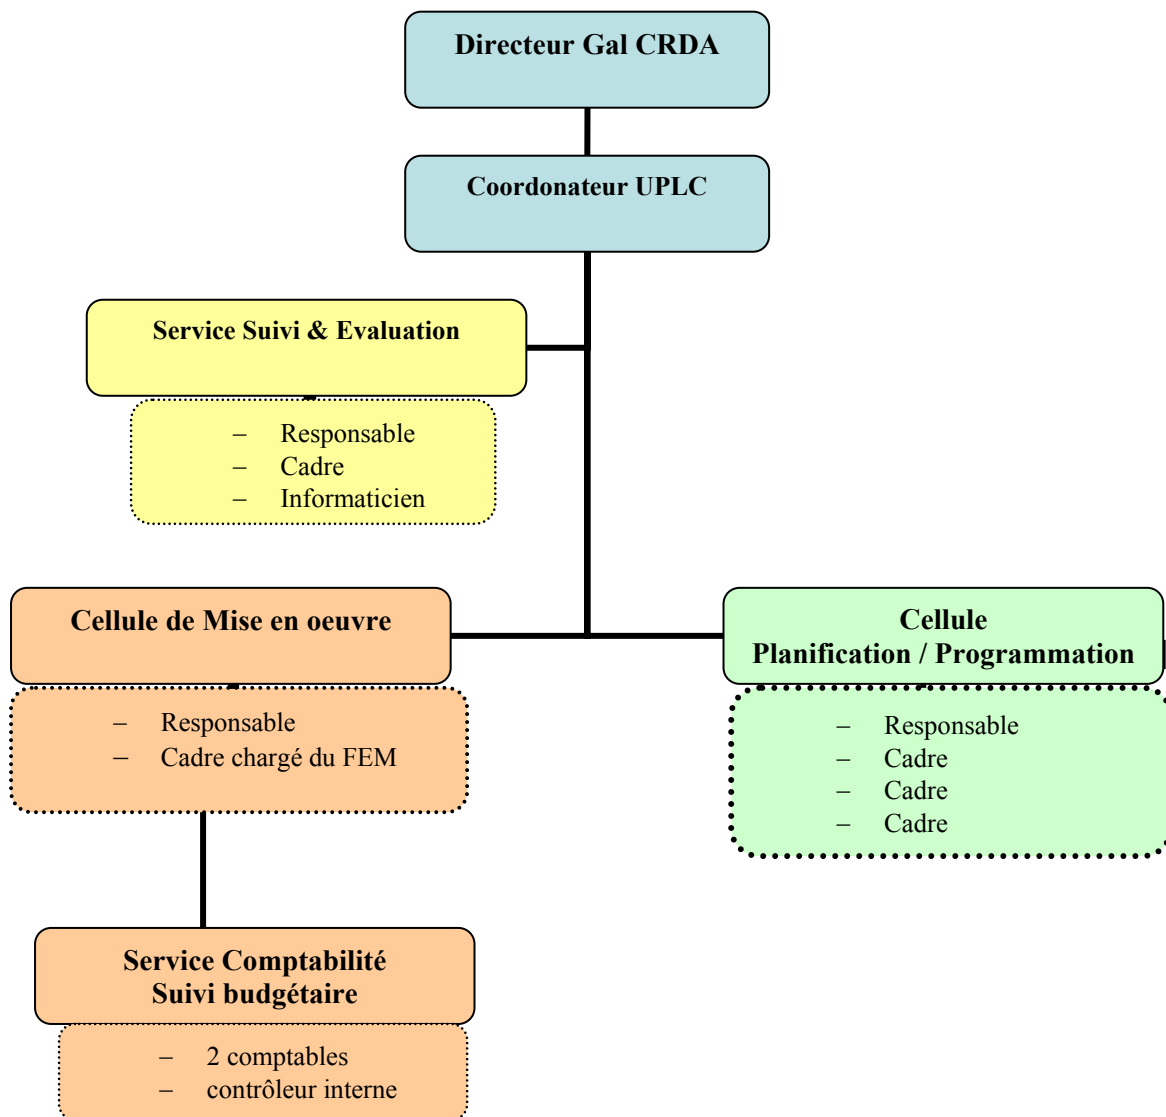 Directeur Gal CRDA
Coordonateur UPLC
Service Suivi & Evaluation
– Responsable
– Cadre
– Informaticien
Cellule de Mise en oeuvre
– Responsable
– Cadre chargé du FEM
Cellule
Planification / Programmation
– Responsable
– Cadre
– Cadre
– Cadre
Service Comptabilité
Suivi budgétaire
– 2 comptables
– contrôleur interne